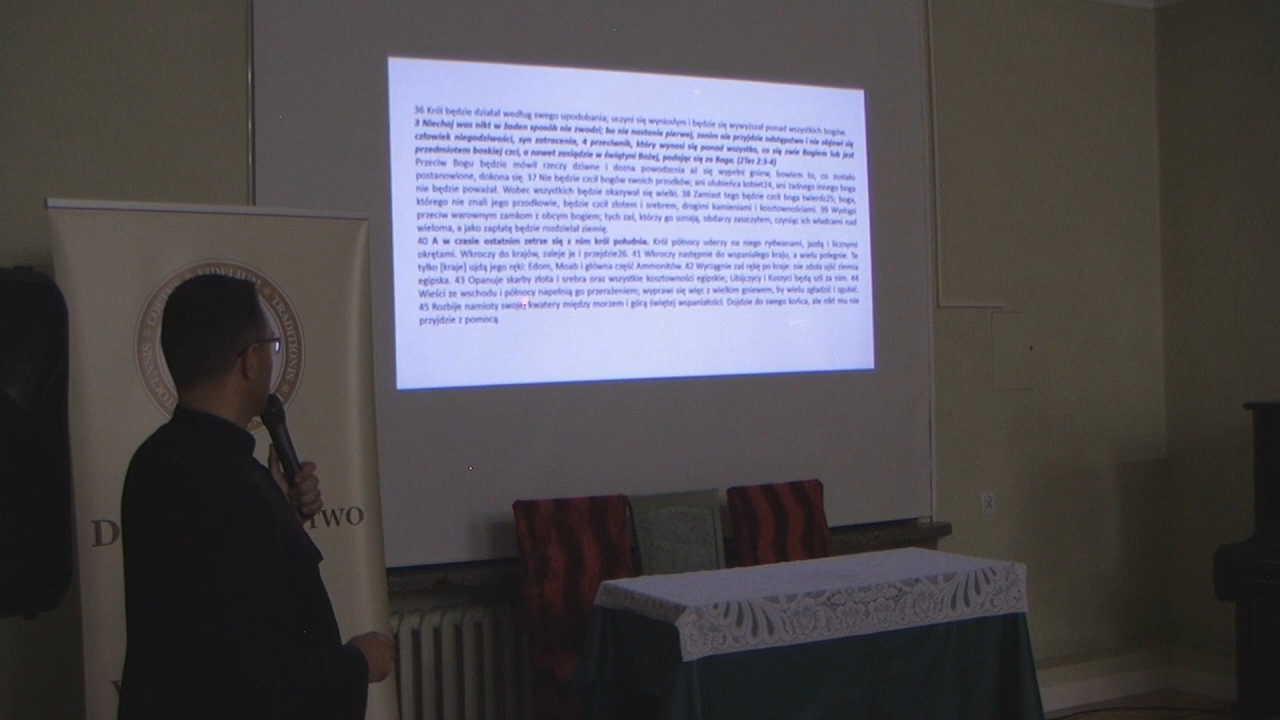 36 Król będzie działał według swego upodobania; uczyni się wyniosłym i będzie się wywyższał ponad wszystkich bogów.
3 Niechaj was nikt w żaden sposób nie zwodzi; bo nie nastanie pierwej, zanim nie przyjdzie odstępstwo i nie objawi się
człowiek niegodziwości, syn zatracenia, 4 przeciwnik, który wynosi się ponad wszystko, co się zwie Bogiem lub jest
przedmiotem boskiej czci, a nawet zasiądzie w świątyni Bożej, podając się za Boga. (2Tes 2:3-4)
Przeciw Bogu będzie mówił rzeczy dziwne i dozna powodzenia aż się wypełni gniew, bowiem to, co zostało
postanowione, dokona się. 37 Nie będzie czcił bogów swoich przodków; ani ulubieńca kobiet24, ani żadnego innego boga
nie będzie poważał. Wobec wszystkich będzie okazywał się wielki. 38 Zamiast tego będzie czcił boga twierdz25; boga,
którego nie znali jego przodkowie, będzie czcił złotem i srebrem, drogimi kamieniami i kosztownościami. 39 Wystąpi
przeciw warownym zamkom z obcym bogiem; tych zaś, którzy go uznają, obdarzy zaszczytem, czyniąc ich władcami nad
wieloma, a jako zapłatę będzie rozdzielał ziemię.
40 A w czasie ostatnim zetrze się z nim król południa. Król północy uderzy na niego rydwanami, jazdą i licznymi
okrętami. Wkroczy do krajów, zaleje je i przejdzie26. 41 Wkroczy następnie do wspaniałego kraju, a wielu polegnie. Te
tylko [kraje] ujdą jego ręki: Edom, Moab i główna część Ammonitów. 42 Wyciągnie zaś rękę po kraje; nie zdoła ujść ziemia
egipska. 43 Opanuje skarby złota i srebra oraz wszystkie kosztowności egipskie; Libijczycy i Kuszyci będą szli za nim. 44
Wieści ze wschodu i północy napełnią go przerażeniem; wyprawi się więc z wielkim gniewem, by wielu zgładzić i zgubić.
45 Rozbije namioty swojej kwatery między morzem i górą świętej wspaniałości. Dojdzie do swego końca, ale nikt mu nie
przyjdzie z pomocą.
FIDELIUM TRADITIONIS